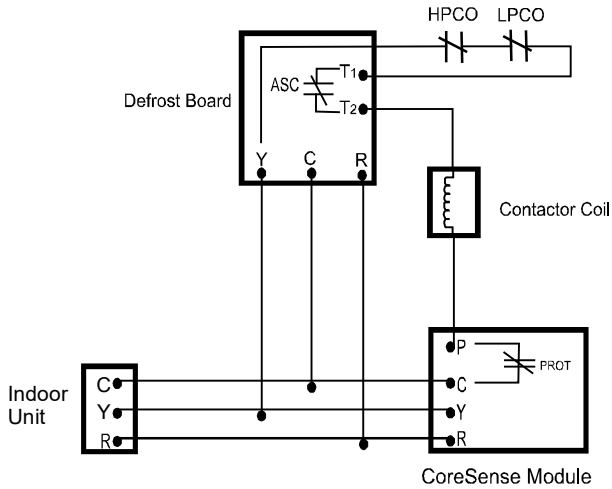 HPCO LPCO
Defrost Board
ASC
T1
T2
Y C R
Contactor Coil
P
PROT
C
Y
R
Indoor
Unit
C
Y
R
CoreSense Module